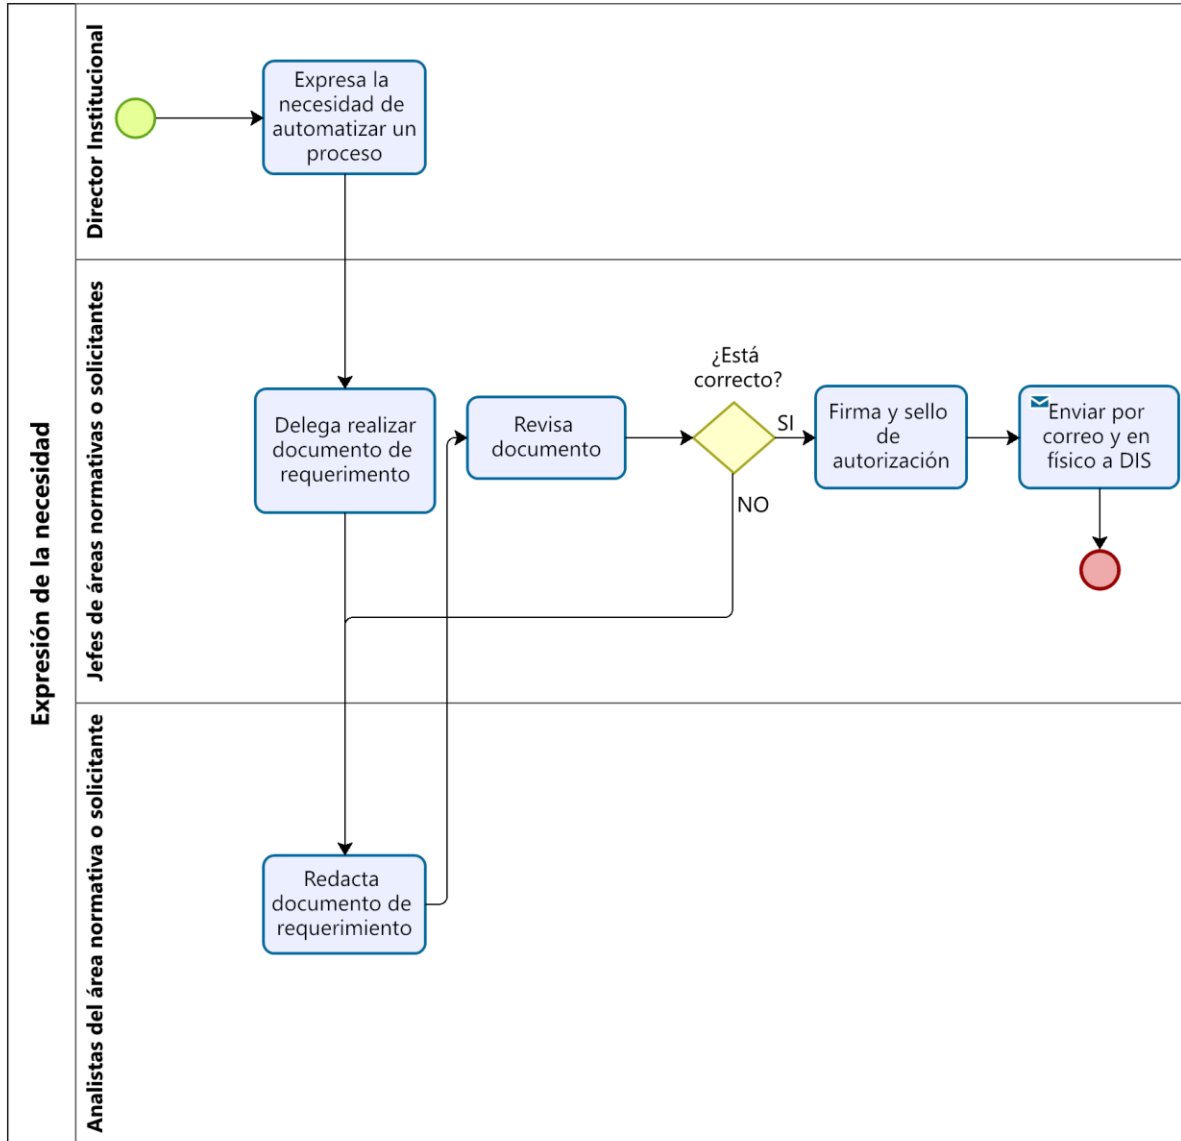 Expresión de la necesidad
Director Institucional
Expresa la
necesidad de
automatizar un
proceso
Jefes de áreas normativas o solicitantes
Delega realizar
documento de
requerimento
Revisa
documento
¿Está
correcto?
SI
NO
Firma y sello
de
autorización
Enviar por
correo y en
físico a DIS
Analistas del área normativa o solicitante
Redacta
documento de
requerimiento